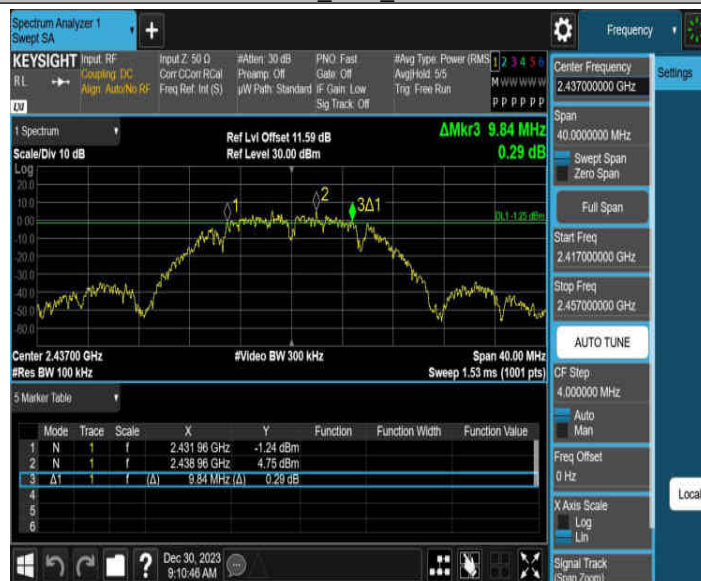 Spectrum Analyzer 1
Swept SA
+
Frequency
KEYSIGHT
RL
LXI
Input: RF
Coupling: DC
Align: Auto/No RF
Input Z: 50 Ω
Corr CCorr RCal
Freq Ref: Int (S)
#Atten: 30 dB
Preamp: Off
µW Path: Standard
PNO: Fast
Gate: Off
IF Gain: Low
Sig Track: Off
#Avg Type: Power (RMS
Avg|Hold: 5/5
Trig: Free Run
1 2 3 4 5 6
M W W W W W
P P P P P P
1 Spectrum
Scale/Div 10 dB
Ref Lvl Offset 11.59 dB
Ref Level 30.00 dBm
ΔMkr3 9.84 MHz
0.29 dB
Log
20.0
10.0
0.00
-10.0
-20.0
-30.0
-40.0
-50.0
-60.0
1
2
3Δ1
DL1 -1.25 dBm
Center 2.43700 GHz
#Res BW 100 kHz
#Video BW 300 kHz
Span 40.00 MHz
Sweep 1.53 ms (1001 pts)
5 Marker Table
Mode Trace Scale X Y Function Function Width Function Value
1 N 1 f 2.431 96 GHz -1.24 dBm
2 N 1 f 2.438 96 GHz 4.75 dBm
3 Δ1 1 f (Δ) 9.84 MHz (Δ) 0.29 dB
4
5
6
?
Dec 30, 2023
9:10:46 AM
Center Frequency
2.437000000 GHz
Span
40.0000000 MHz
Swept Span
Zero Span
Full Span
Start Freq
2.417000000 GHz
Stop Freq
2.457000000 GHz
AUTO TUNE
CF Step
4.000000 MHz
Auto
Man
Freq Offset
0 Hz
X Axis Scale
Log
Lin
Signal Track
(Span Zoom)
Settings
Local